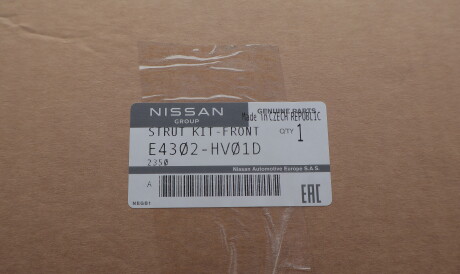 NISSAN GENUINE PARTS
GROUP Made in CZECH REPUBLIC
STRUT KIT-FRONT QTY 1
E4302-HV01D
2350
Nissan Automotive Europe S.A.S.
A EAC